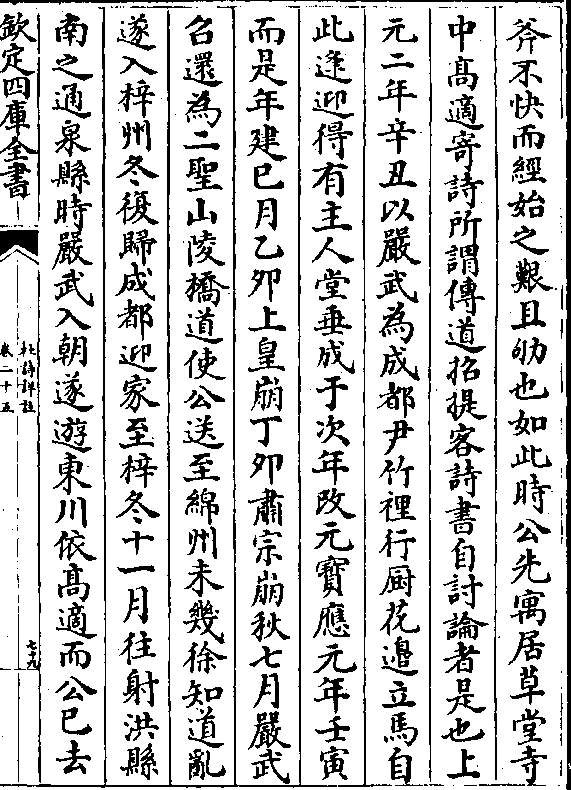 斧不快而經始之艱且劬也如此時公先寓居草堂寺
中髙適寄詩所謂傳道招提客詩書自討論者是也上
元二年辛丑以嚴武為成都尹竹裡行厨花邉立馬自
此逢迎得有主人堂垂成于次年改元寶應元年壬寅
而是年建巳月乙夘上皇崩丁夘肅宗崩秋七月嚴武
召還為二聖山陵橋道使公送至綿州未幾徐知道亂
遂入梓州冬復歸成都迎家至梓冬十一月往射洪縣
南之通泉縣時嚴武入朝遂遊東川依髙適而公已去
欽定四庫全書
杜詩詳註
卷二十五
七十九